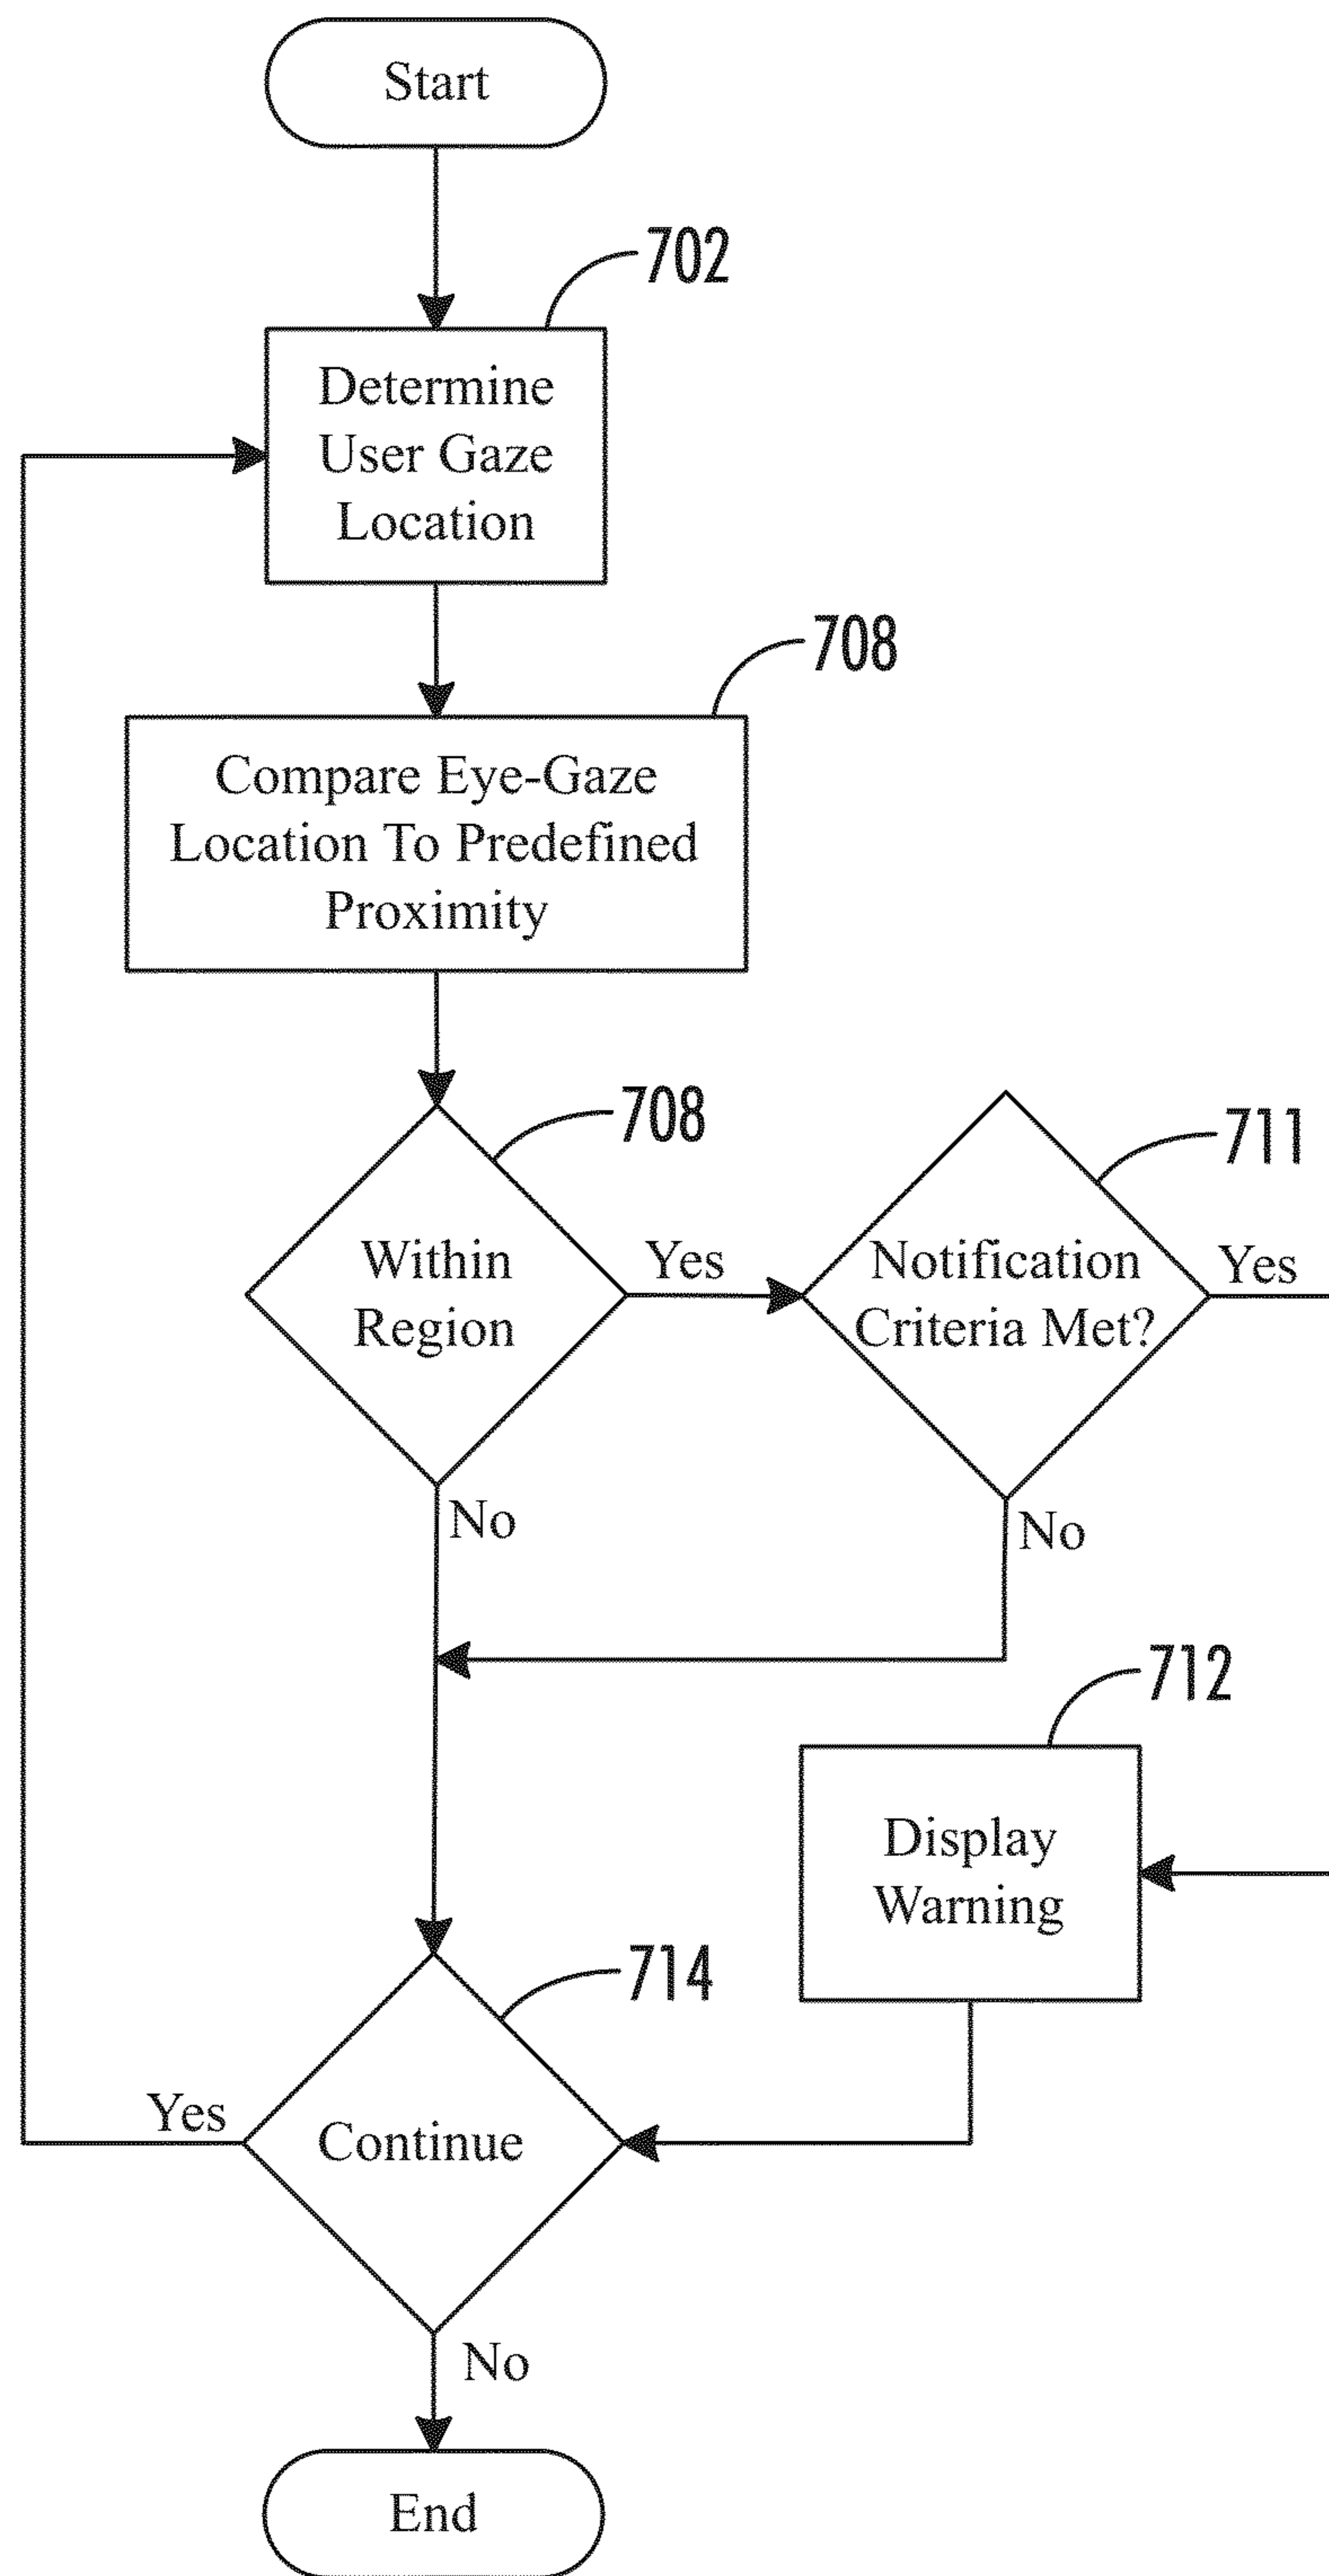 Start
702
Determine
User Gaze
Location
708
Compare Eye-Gaze
Location To Predefined
Proximity
708
Within
Region
Yes
No
711
Notification
Criteria Met?
Yes
No
712
Display
Warning
714
Continue
Yes
No
End